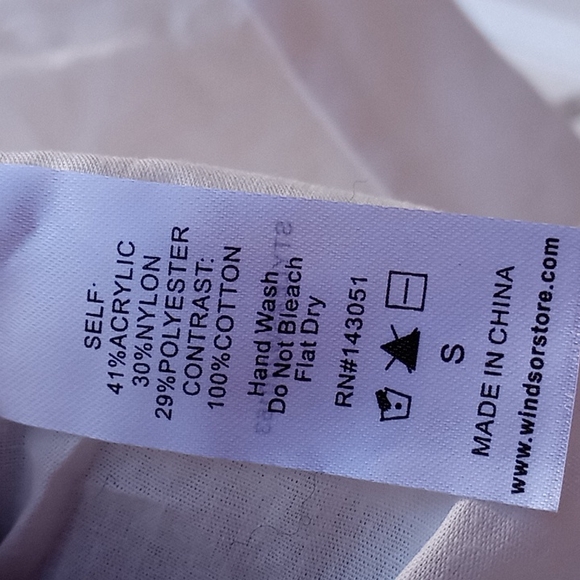 SELF:
41%ACRYLIC
30%NYLON
29%POLYESTER
CONTRAST:
100%COTTON
Hand Wash
Do Not Bleach
Flat Dry
RN#143051
S
MADE IN CHINA
www.windsorstore.com